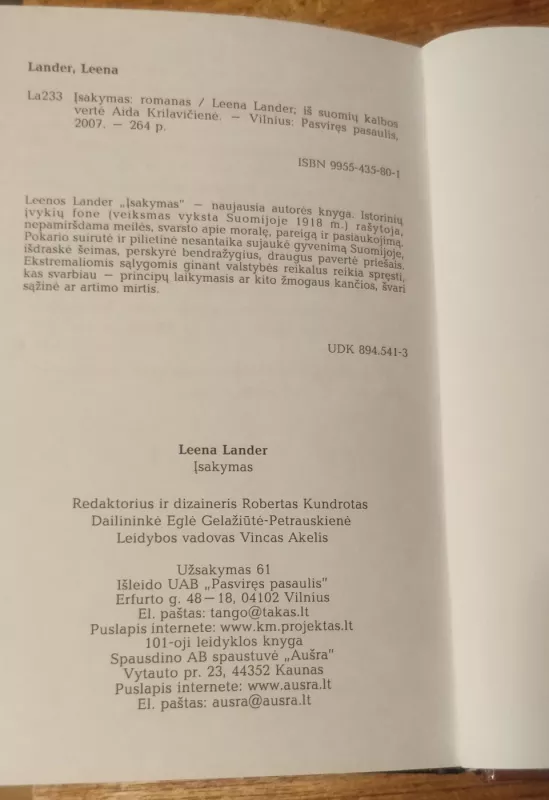 Lander, Leena
La233 Įsakymas: romanas / Leena Lander; iš suomių kalbos
vertė Aida Krilavičienė. – Vilnius: Pasviręs pasaulis,
2007. – 264 p.
ISBN 9955-435-80-1
Leenos Lander „Įsakymas" – naujausia autorės knyga. Istorinių
įvykių fone (veiksmas vyksta Suomijoje 1918 m.) rašytoja,
nepamiršdama meilės, svarsto apie moralę, pareigą ir pasiaukojimą.
Pokario suirutė ir pilietinė nesantaika sujaukė gyvenimą Suomijoje,
išdraskė šeimas, perskyrė bendražygius, draugus pavertė priešais.
Ekstremaliomis sąlygomis ginant valstybės reikalus reikia spręsti,
kas svarbiau – principų laikymasis ar kito žmogaus kančios, švari
sąžinė ar artimo mirtis.
UDK 894.541-3
Leena Lander
Įsakymas
Redaktorius ir dizaineris Robertas Kundrotas
Dailininkė Eglė Gelažiūtė-Petrauskienė
Leidybos vadovas Vincas Akelis
Užsakymas 61
Išleido UAB „Pasviręs pasaulis"
Erfurto g. 48–18, 04102 Vilnius
El. paštas: tango@takas.lt
Puslapis internete: www.km.projektas.lt
101-oji leidyklos knyga
Spausdino AB spaustuvė „Aušra"
Vytauto pr. 23, 44352 Kaunas
Puslapis internete: www.ausra.lt
El. paštas: ausra@ausra.lt